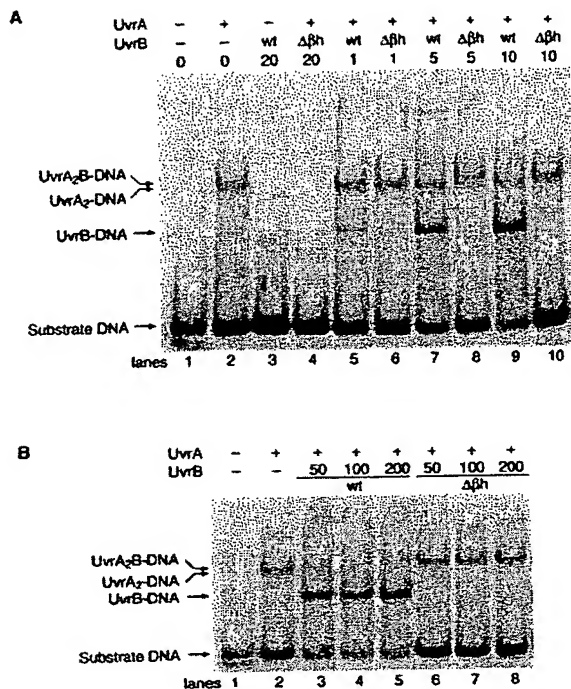 A
UvrA – + – + + + + + + +
UvrB – – wt Δβh wt Δβh wt Δβh wt Δβh
0 0 20 20 1 1 5 5 10 10
UvrA₂B-DNA
UvrA₂-DNA
UvrB-DNA
Substrate DNA
lanes 1 2 3 4 5 6 7 8 9 10
B
UvrA – + + + + + + +
UvrB – – 50 100 200 50 100 200
wt Δβh
UvrA₂B-DNA
UvrA₂-DNA
UvrB-DNA
Substrate DNA
lanes 1 2 3 4 5 6 7 8